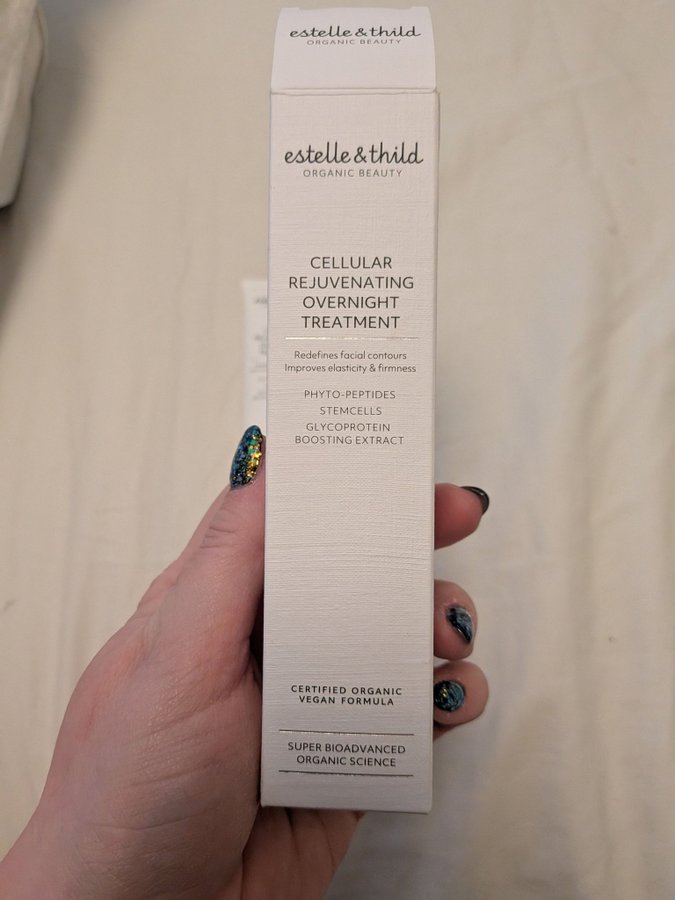 estelle & thild
ORGANIC BEAUTY
estelle & thild
ORGANIC BEAUTY
CELLULAR
REJUVENATING
OVERNIGHT
TREATMENT
Redefines facial contours
Improves elasticity & firmness
PHYTO-PEPTIDES
STEMCELLS
GLYCOPROTEIN
BOOSTING EXTRACT
CERTIFIED ORGANIC
VEGAN FORMULA
SUPER BIOADVANCED
ORGANIC SCIENCE